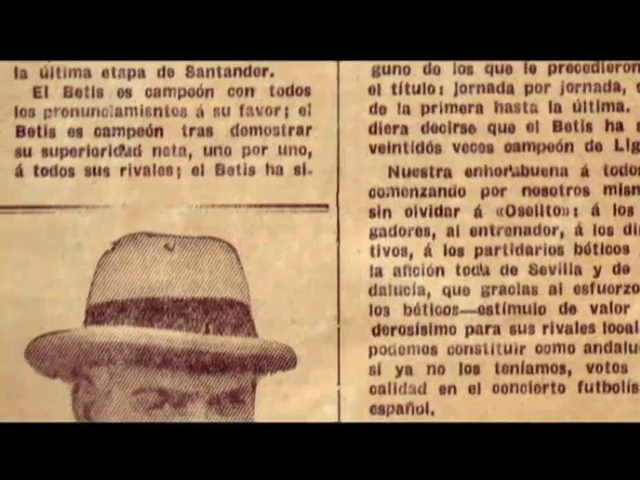 la última etapa de Santander.
El Betis es campeón con todos
los pronunciamientos á su favor; el
Betis es campeón tras demostrar
su superioridad neta, uno por uno,
á todos sus rivales; el Betis ha si-
guno de los que le precedieron
el título: jornada por jornada,
de la primera hasta la última.
diera decirse que el Betis ha
veintidós veces campeón de Lig
Nuestra enhorabuena á todo
comenzando por nosotros mism
sin olvidar á «Oselito»: á los
gadores, al entrenador, á los di
tivos, á los partidarios béticos
la afición toda de Sevilla y de
dalucía, que gracias al esfuerzo
los béticos—estímulo de valor
derosísimo para sus rivales local
podemos constituir como andaluc
si ya no los teníamos, votos
calidad en el concierto futbolís
español.